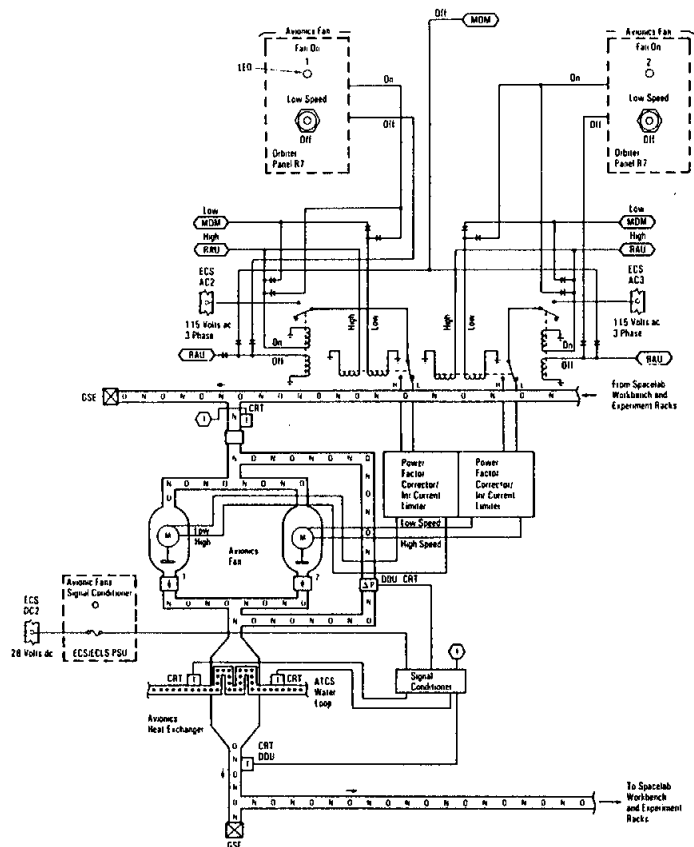 Off
MDM
Avionics Fan
Fan On
1
LED
Low Speed
Off
Orbiter
Panel R7
On
Off
Avionics Fan
Fan On
2
Low Speed
Off
Orbiter
Panel R7
On
Off
Low
MDM
High
RAU
Low
MDM
High
RAU
ECS
AC2
115 Volts ac
3 Phase
High
Low
High
Low
ECS
AC3
115 Volts ac
3 Phase
On
Off
RAU
On
Off
RAU
H
L
H
L
GSE
From Spacelab
Workbench and
Experiment Racks
CRT
T
T
Power
Factor
Corrector/
Inr Current
Limiter
Power
Factor
Corrector/
Inr Current
Limiter
Low Speed
High Speed
M
Low
High
M
Avionics
Fan
1
2
DDU CRT
Δ P
Avionic Fans
Signal Conditioner
ECS
DC2
28 Volts dc
ECS/ECLS PSU
CRT
T
T
CRT
ATCS
Water
Loop
Signal
Conditioner
T
Avionics
Heat Exchanger
CRT
DDU
T
GSE
To Spacelab
Workbench
and Experiment
Racks